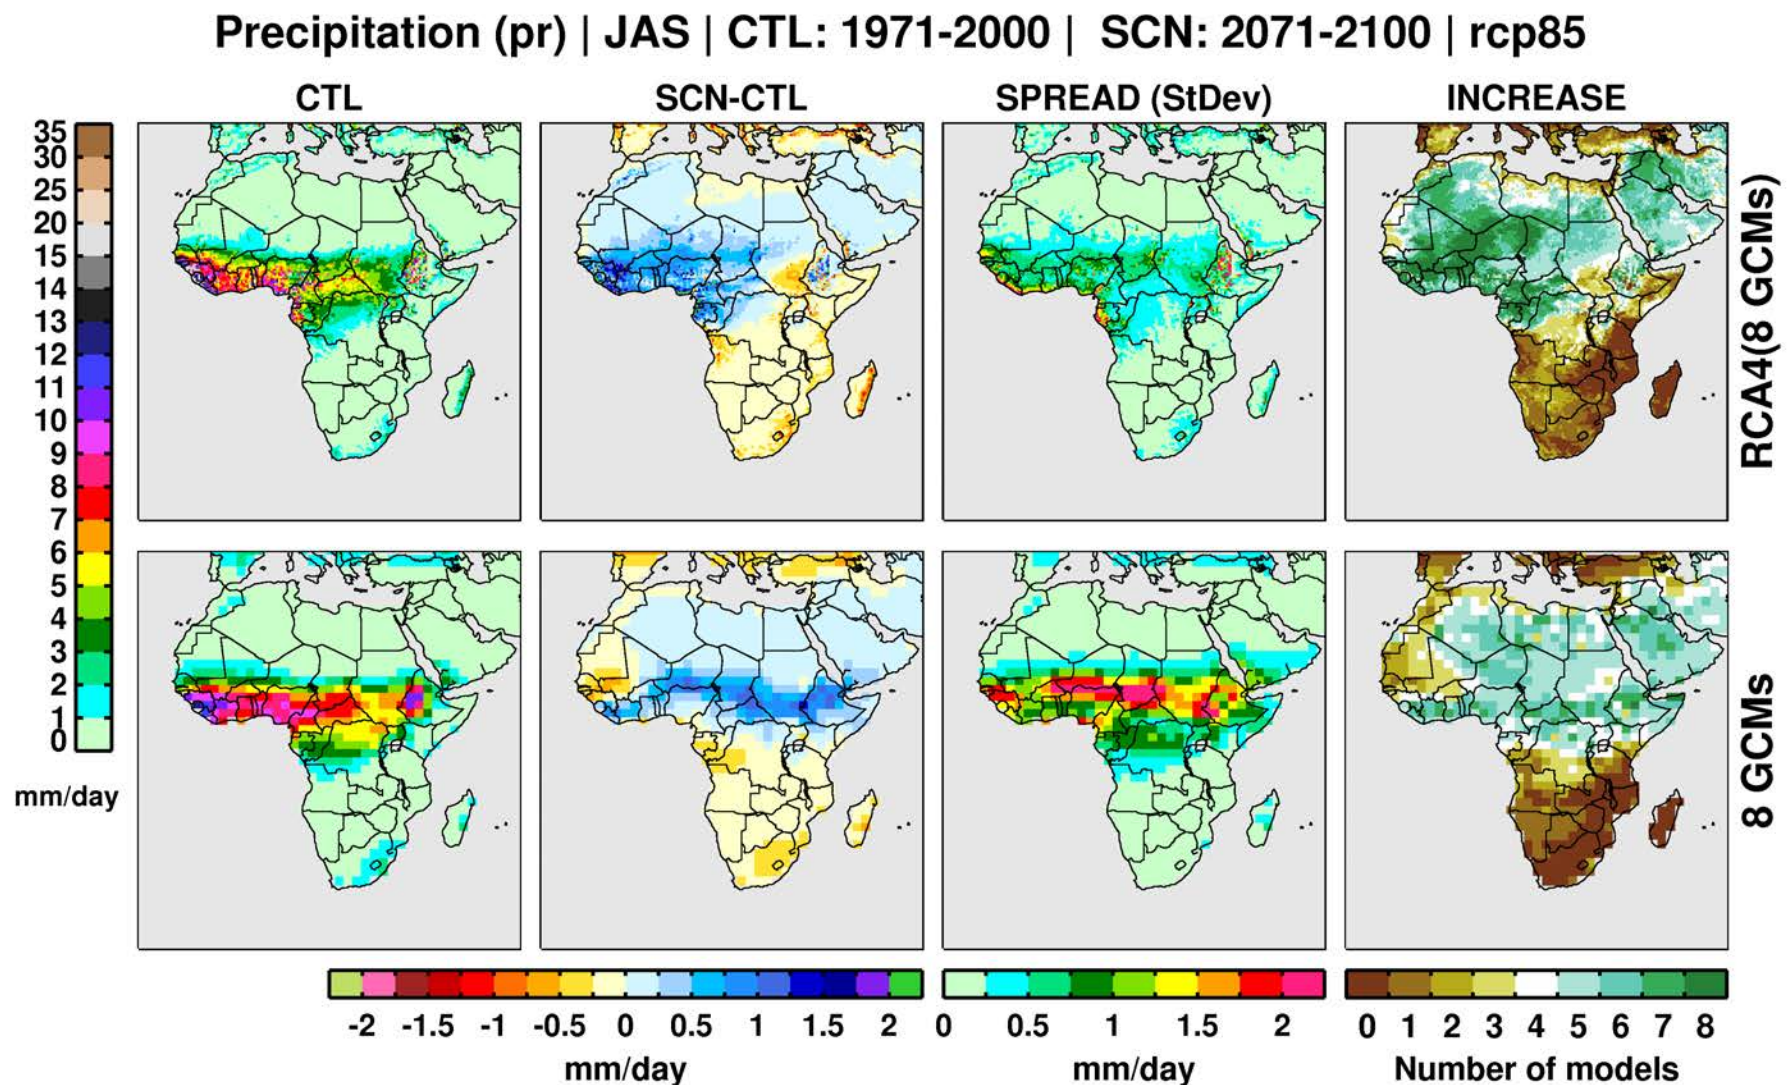 Precipitation (pr) | JAS | CTL: 1971-2000 | SCN: 2071-2100 | rcp85
CTL
SCN-CTL
SPREAD (StDev)
INCREASE
35
30
25
20
15
14
13
12
11
10
9
8
7
6
5
4
3
2
1
0
mm/day
RCA4(8 GCMs)
8 GCMs
-2 -1.5 -1 -0.5 0 0.5 1 1.5 2
mm/day
0 0.5 1 1.5 2
mm/day
0 1 2 3 4 5 6 7 8
Number of models